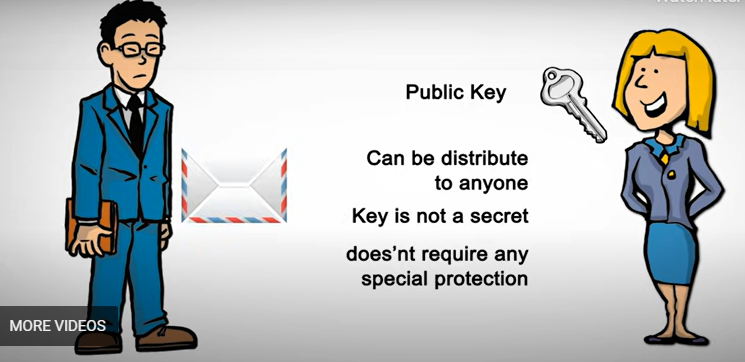 Public Key
Can be distribute
to anyone
Key is not a secret
does'nt require any
special protection
MORE VIDEOS